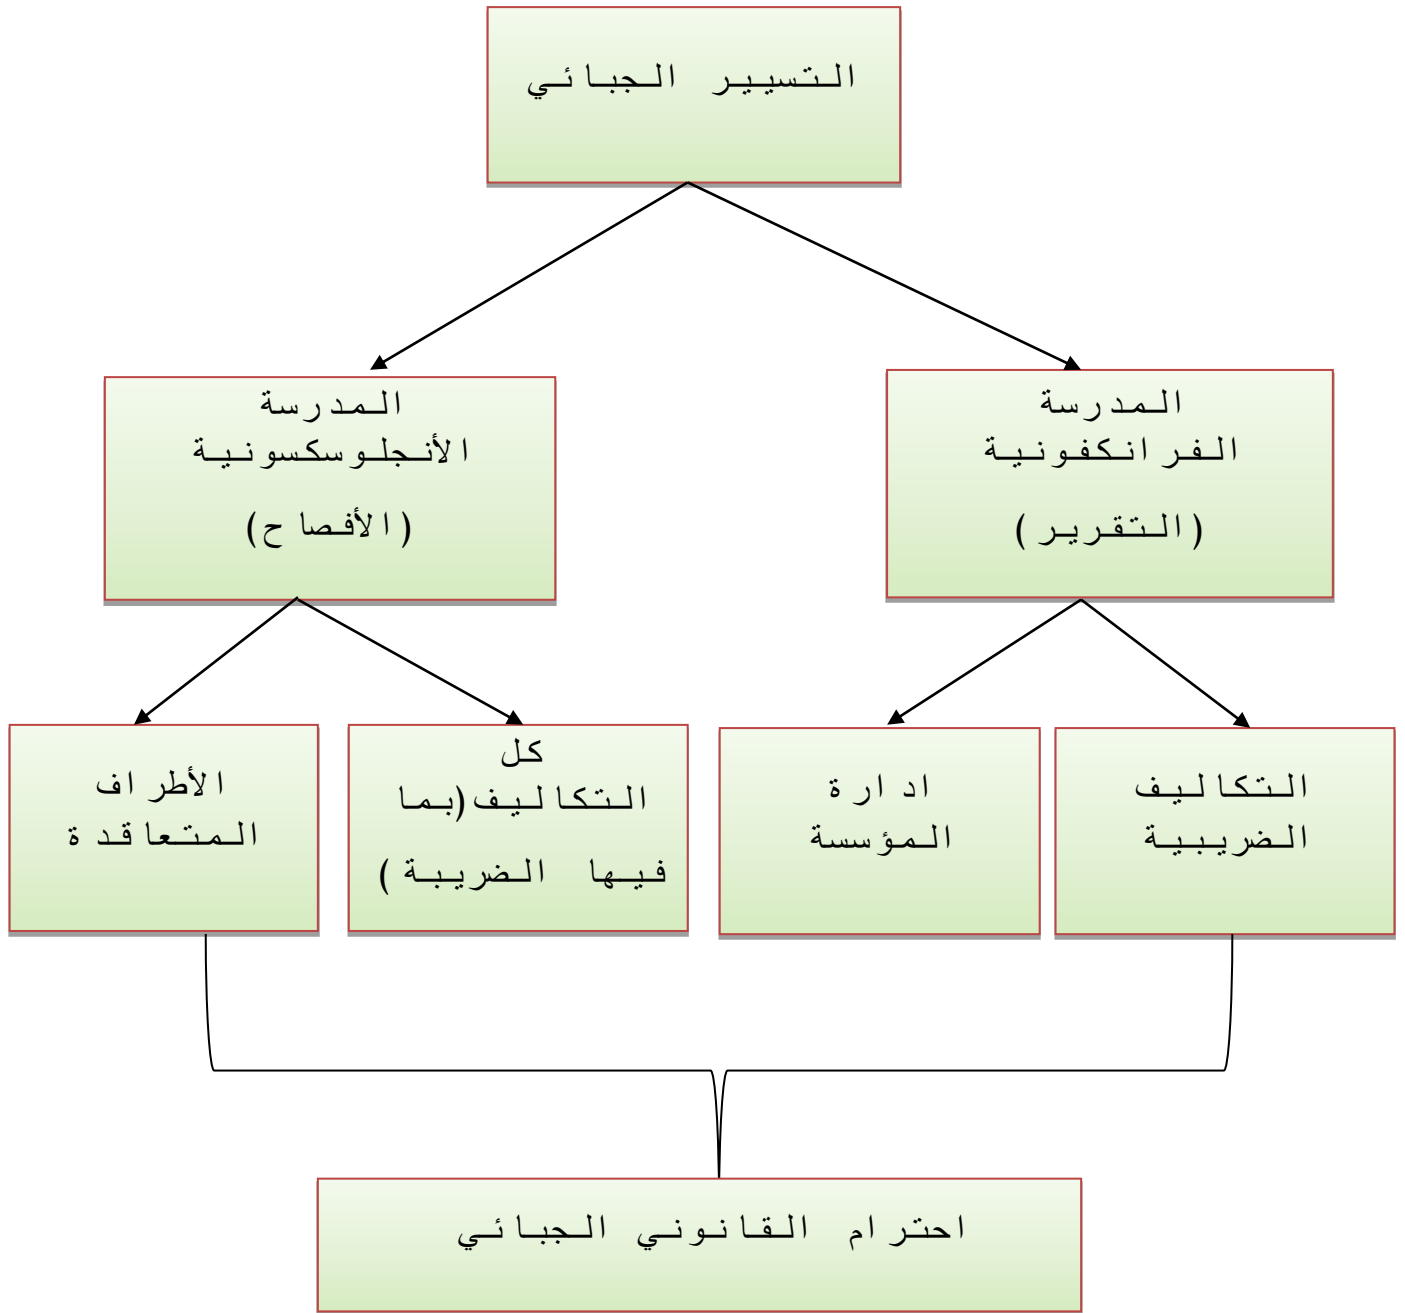 التسيير الجبائي
المدرسة
الفرانكفونية
(التقرير)
المدرسة
الأنجلوسكسونية
(الأفصاح)
التكاليف
الضريبية
ادارة
المؤسسة
كل
التكاليف(بما
فيها الضريبة)
الأطراف
المتعاقدة
احترام القانوني الجبائي